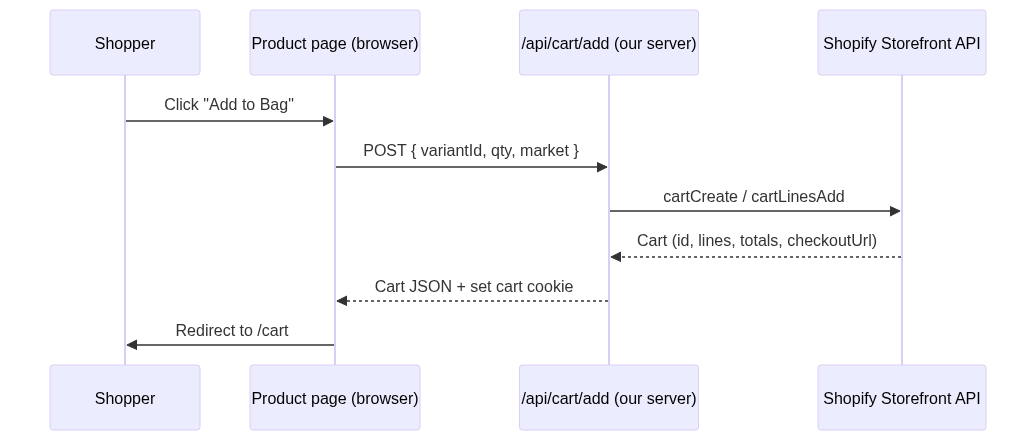 Shopper
Product page (browser)
/api/cart/add (our server)
Shopify Storefront API
Click "Add to Bag"
POST { variantId, qty, market }
cartCreate / cartLinesAdd
Cart (id, lines, totals, checkoutUrl)
Cart JSON + set cart cookie
Redirect to /cart
Shopper
Product page (browser)
/api/cart/add (our server)
Shopify Storefront API